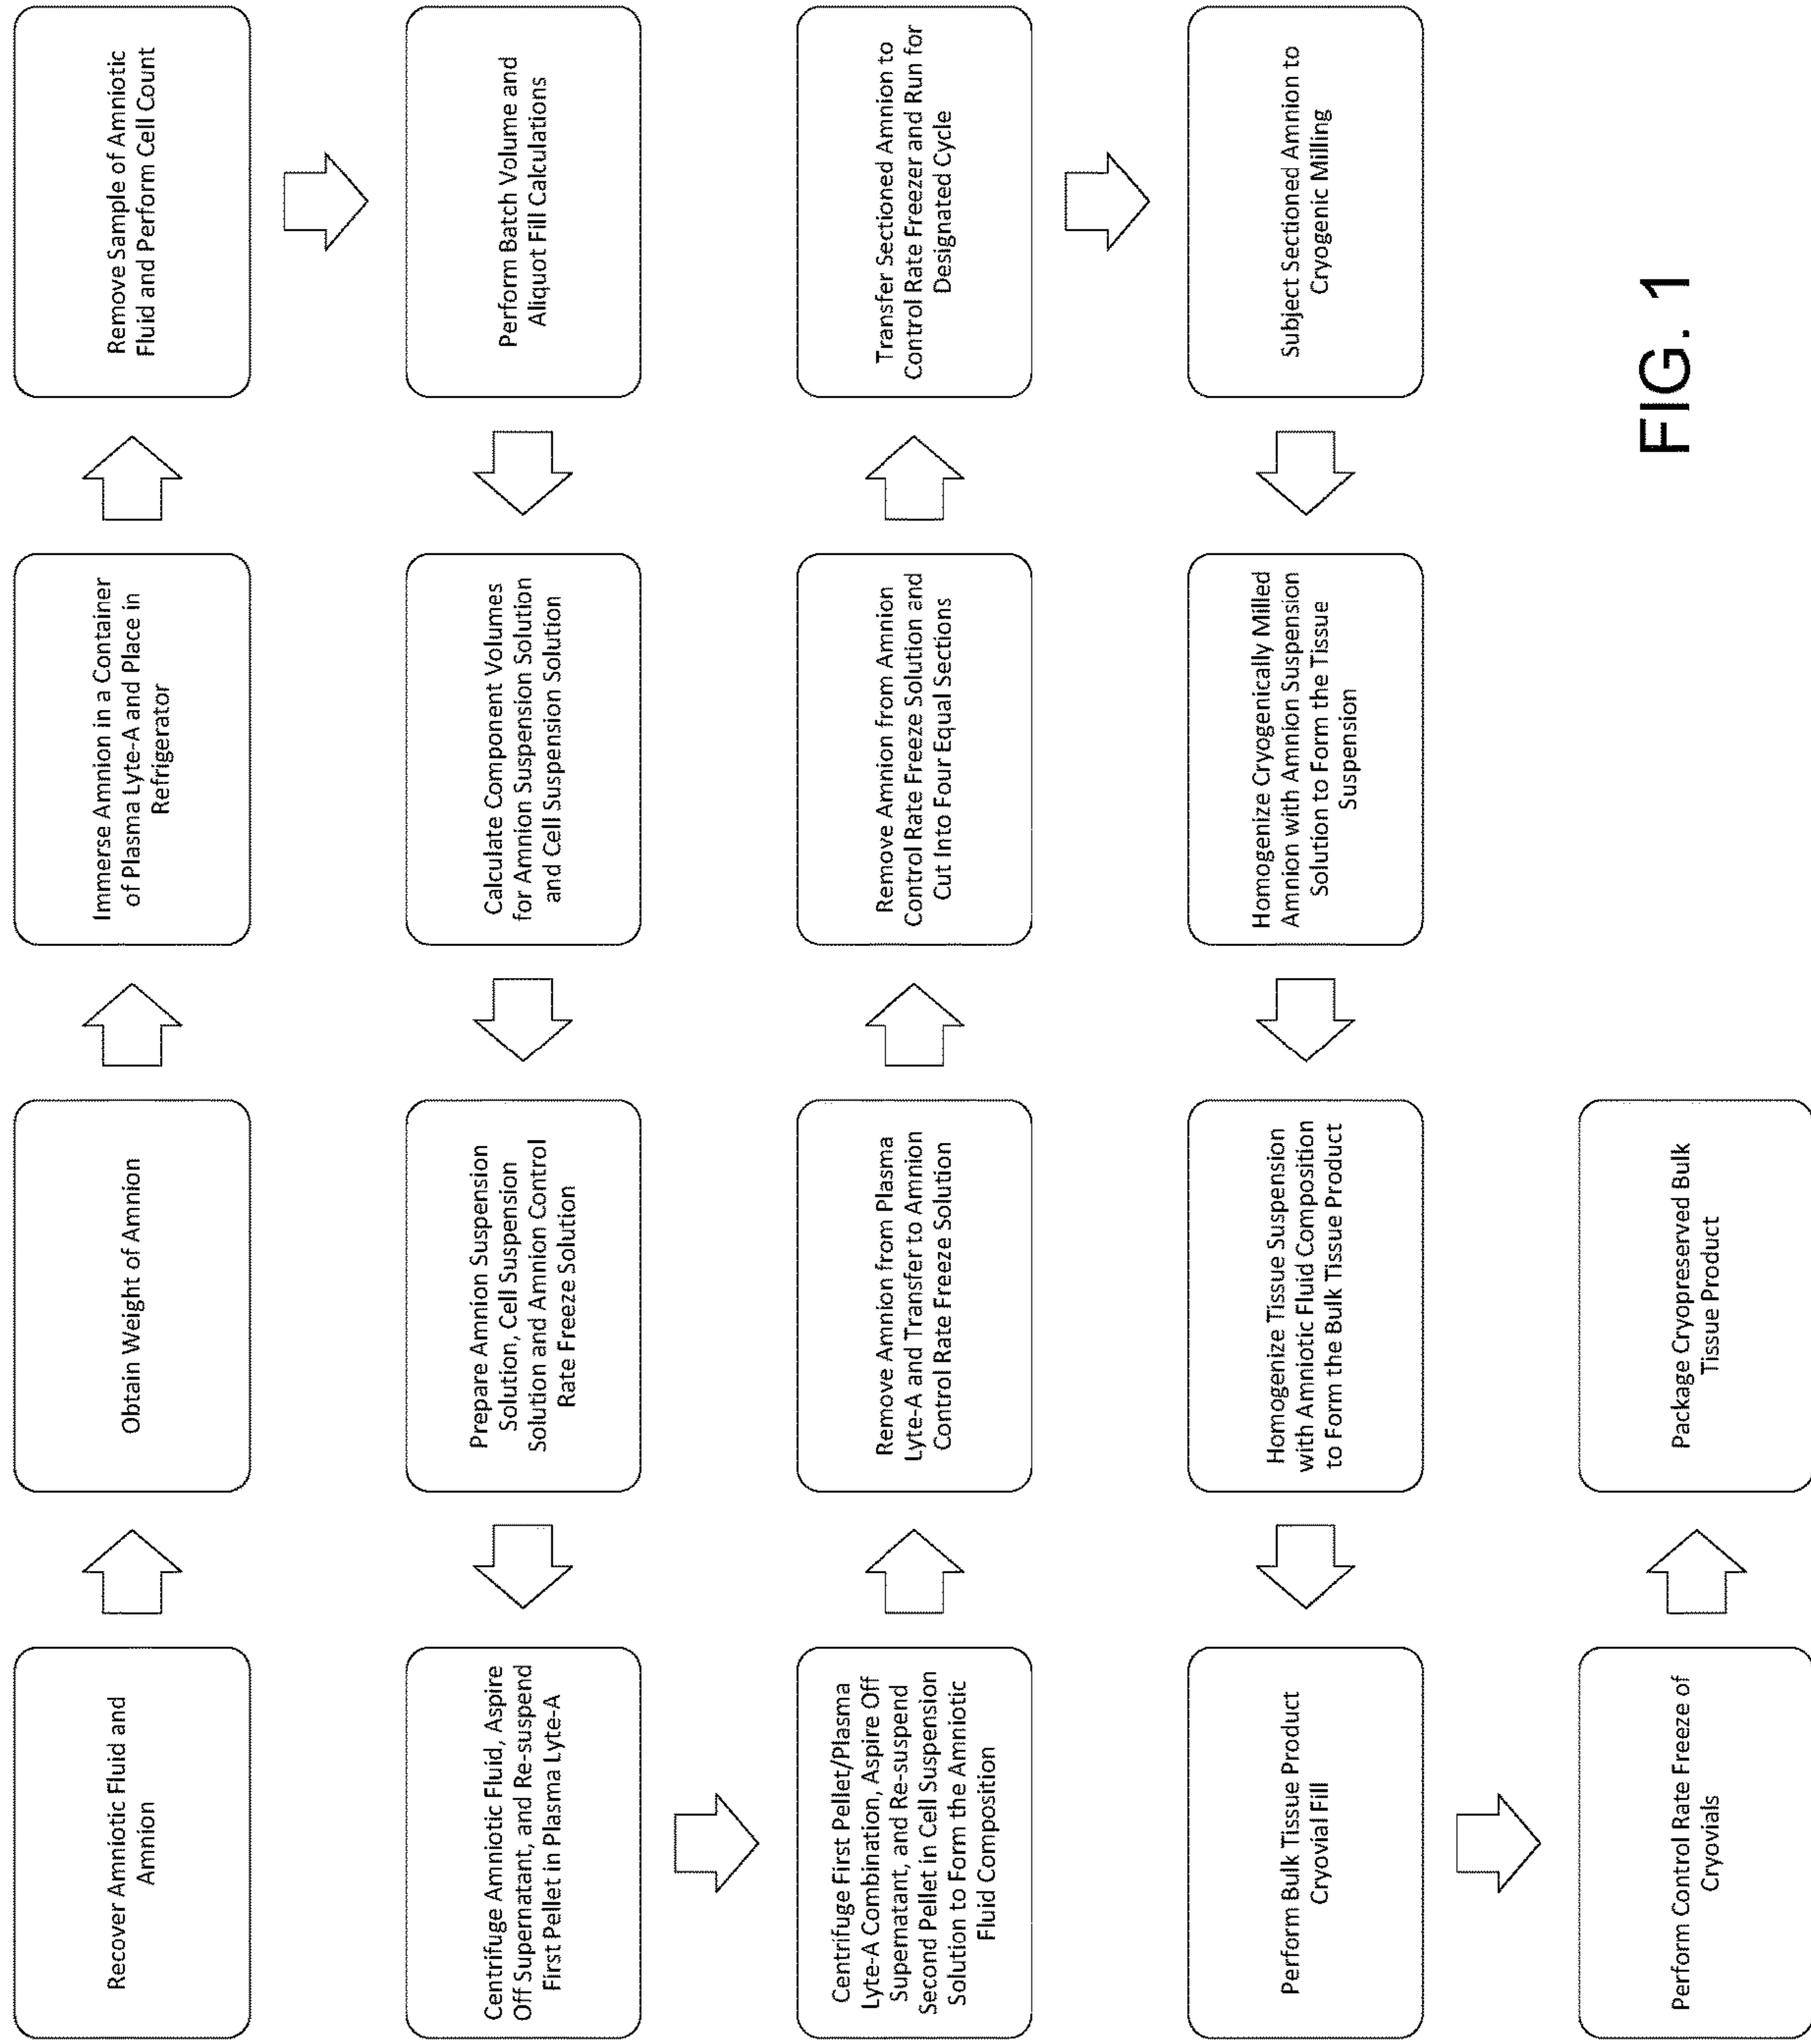 Recover Amniotic Fluid and
Amnion
Obtain Weight of Amnion
Immerse Amnion in a Container
of Plasma Lyte-A and Place in
Refrigerator
Remove Sample of Amniotic
Fluid and Perform Cell Count
Perform Batch Volume and
Aliquot Fill Calculations
Calculate Component Volumes
for Amnion Suspension Solution
and Cell Suspension Solution
Prepare Amnion Suspension
Solution, Cell Suspension
Solution and Amnion Control
Rate Freeze Solution
Centrifuge Amniotic Fluid, Aspire
Off Supernatant, and Re-suspend
First Pellet in Plasma Lyte-A
Centrifuge First Pellet/Plasma
Lyte-A Combination, Aspire Off
Supernatant, and Re-suspend
Second Pellet in Cell Suspension
Solution to Form the Amniotic
Fluid Composition
Remove Amnion from Plasma
Lyte-A and Transfer to Amnion
Control Rate Freeze Solution
Remove Amnion from Amnion
Control Rate Freeze Solution and
Cut Into Four Equal Sections
Transfer Sectioned Amnion to
Control Rate Freezer and Run for
Designated Cycle
Subject Sectioned Amnion to
Cryogenic Milling
Homogenize Cryogenically Milled
Amnion with Amnion Suspension
Solution to Form the Tissue
Suspension
Homogenize Tissue Suspension
with Amniotic Fluid Composition
to Form the Bulk Tissue Product
Perform Bulk Tissue Product
Cryovial Fill
Perform Control Rate Freeze of
Cryovials
Package Cryopreserved Bulk
Tissue Product
FIG. 1